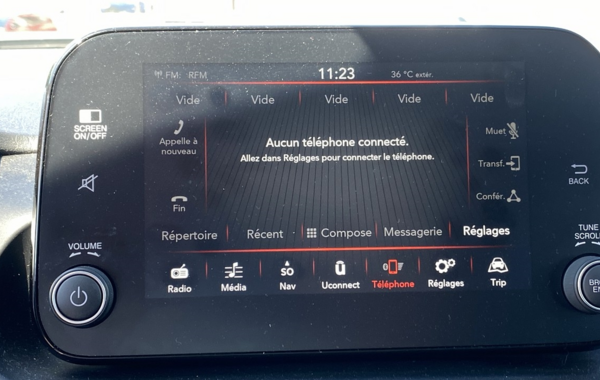 FM: RFM 11:23 36 °C extér.
Vide Vide Vide Vide Vide
SCREEN
ON/OFF
Appelle à
nouveau
Aucun téléphone connecté.
Allez dans Réglages pour connecter le téléphone.
Muet
Transf.
BACK
Fin
Confér.
VOLUME
TUNE
SCROLL
Répertoire Récent Compose Messagerie Réglages
SO
Radio Média Nav Uconnect Téléphone Réglages Trip